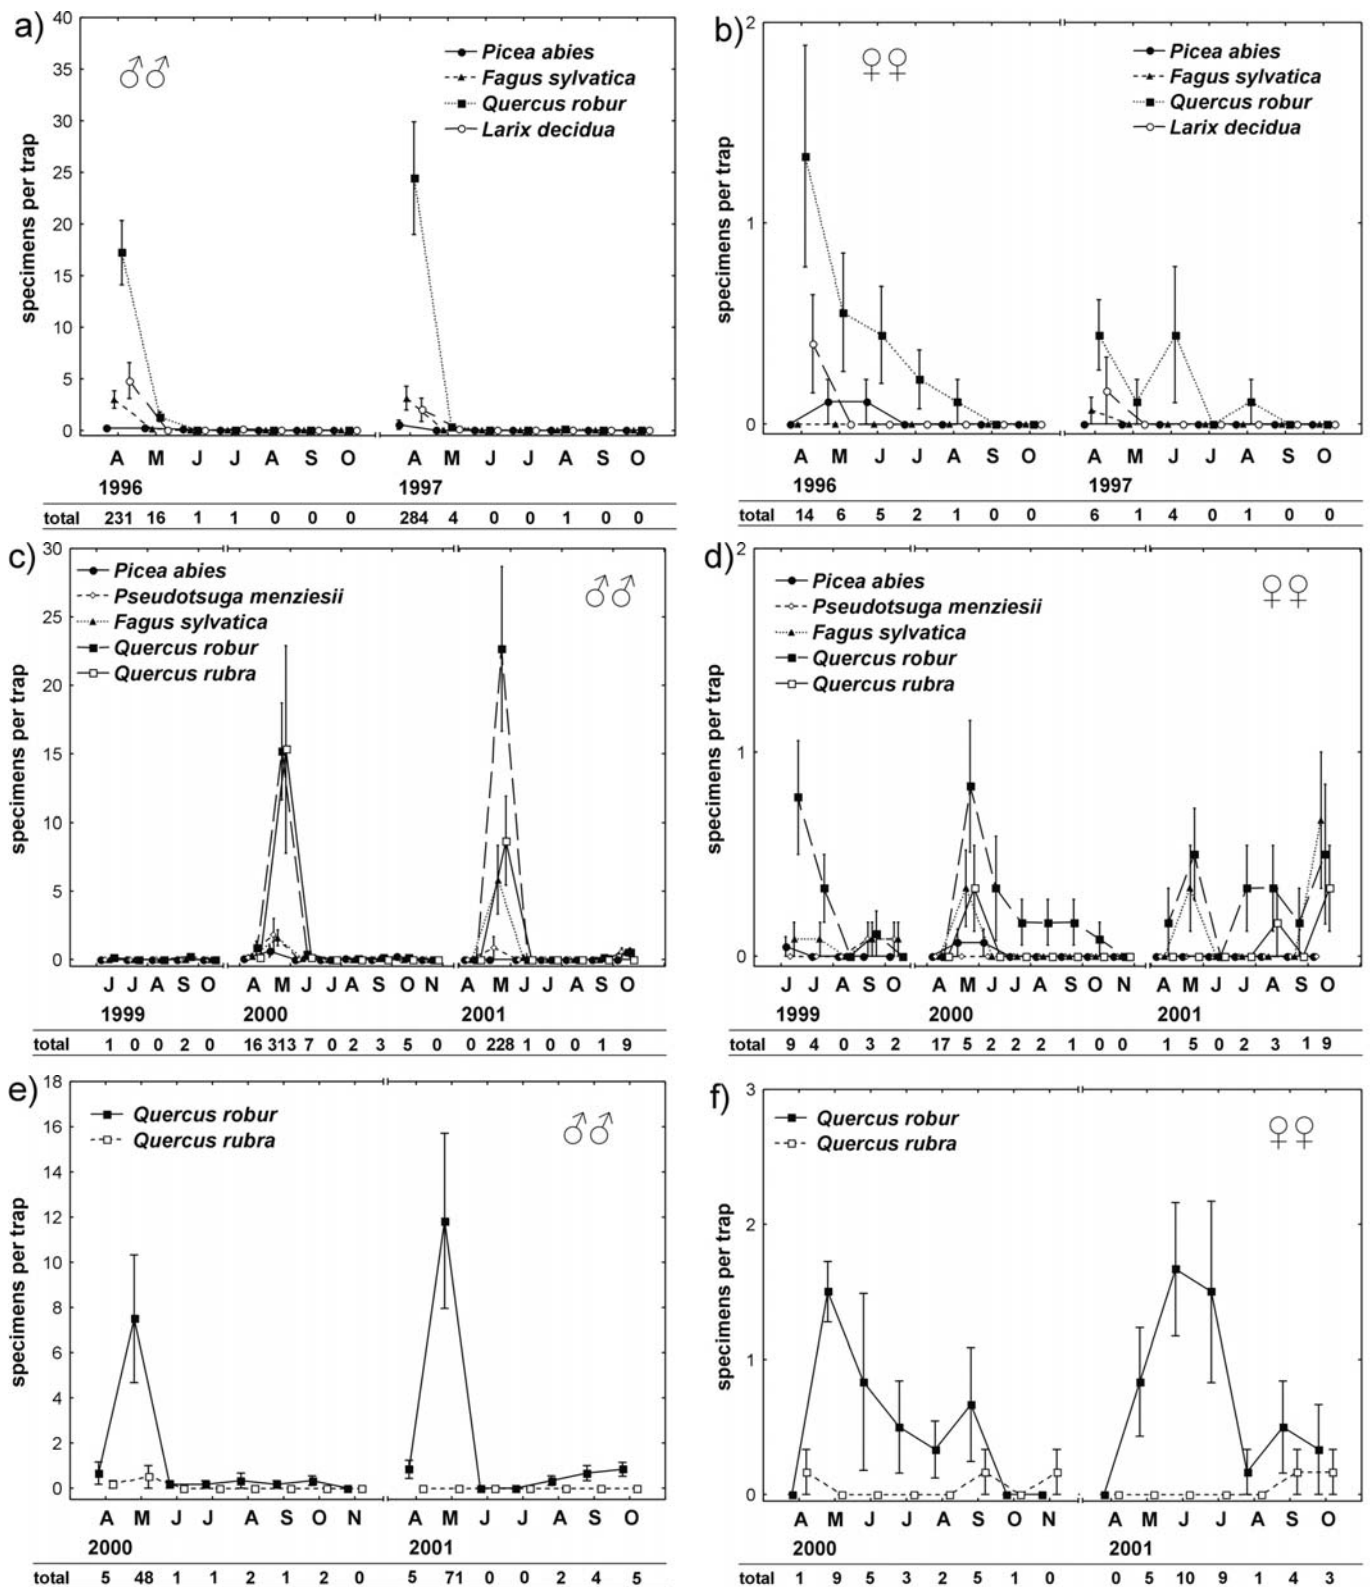 a)
40
35
30
25
20
15
10
5
0
specimens per trap
♂♂
Picea abies
Fagus sylvatica
Quercus robur
Larix decidua
A M J J A S O A M J J A S O
1996 1997
total 231 16 1 1 0 0 0 284 4 0 0 1 0 0
b)
2
1
0
specimens per trap
♀♀
Picea abies
Fagus sylvatica
Quercus robur
Larix decidua
A M J J A S O A M J J A S O
1996 1997
total 14 6 5 2 1 0 0 6 1 4 0 1 0 0
c)
30
25
20
15
10
5
0
specimens per trap
♂♂
Picea abies
Pseudotsuga menziesii
Fagus sylvatica
Quercus robur
Quercus rubra
J J A S O A M J J A S O N A M J J A S O
1999 2000 2001
total 1 0 0 2 0 16 313 7 0 2 3 5 0 0 228 1 0 0 1 9
d)
2
1
0
specimens per trap
♀♀
Picea abies
Pseudotsuga menziesii
Fagus sylvatica
Quercus robur
Quercus rubra
J J A S O A M J J A S O N A M J J A S O
1999 2000 2001
total 9 4 0 3 2 17 5 2 2 2 1 0 0 1 5 0 2 3 1 9
e)
18
16
14
12
10
8
6
4
2
0
specimens per trap
♂♂
Quercus robur
Quercus rubra
A M J J A S O N A M J J A S O
2000 2001
total 5 48 1 1 2 1 2 0 5 71 0 0 2 4 5
f)
3
2
1
0
specimens per trap
♀♀
Quercus robur
Quercus rubra
A M J J A S O N A M J J A S O
2000 2001
total 1 9 5 3 2 5 0 1 0 5 10 9 1 4 3